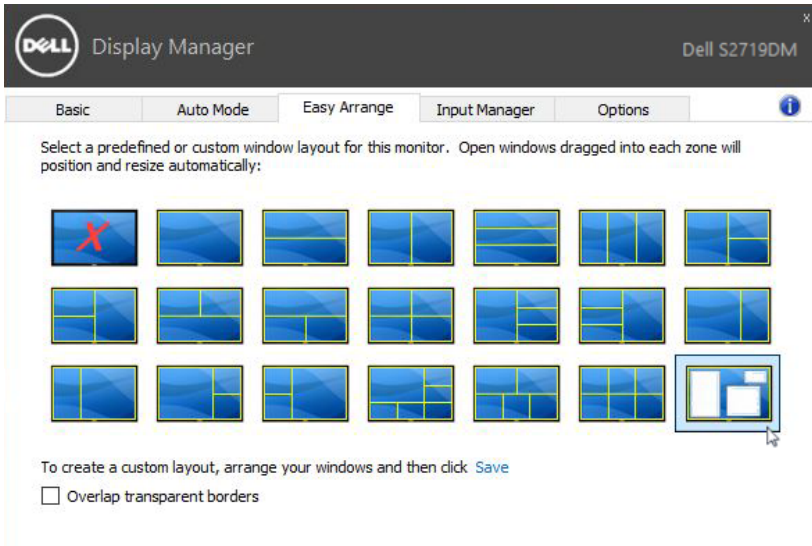 x
DELL
Display Manager
Dell S2719DM
Basic
Auto Mode
Easy Arrange
Input Manager
Options
i
Select a predefined or custom window layout for this monitor.  Open windows dragged into each zone will
position and resize automatically:
X
To create a custom layout, arrange your windows and then click Save
Overlap transparent borders